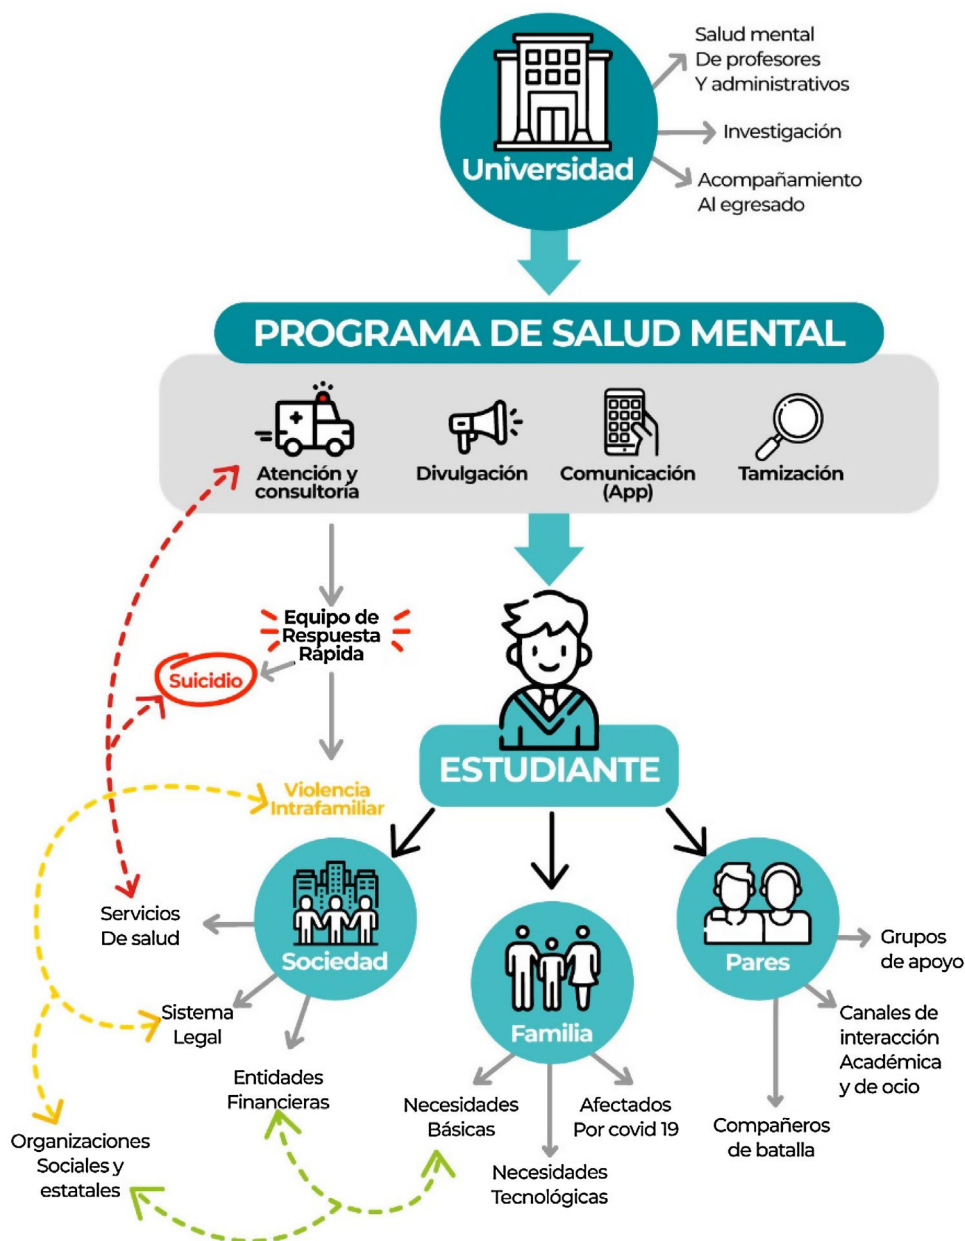 Salud mental
De profesores
Y administrativos
Investigación
Acompañamiento
Al egresado
Universidad
PROGRAMA DE SALUD MENTAL
Atención y
consultoría
Divulgación
Comunicación
(App)
Tamización
Equipo de
Respuesta
Rápida
Suicidio
Violencia
Intrafamiliar
ESTUDIANTE
Servicios
De salud
Sociedad
Sistema
Legal
Entidades
Financieras
Organizaciones
Sociales y
estatales
Familia
Necesidades
Básicas
Necesidades
Tecnológicas
Afectados
Por covid 19
Pares
Grupos
de apoyo
Canales de
interacción
Académica
y de ocio
Compañeros
de batalla